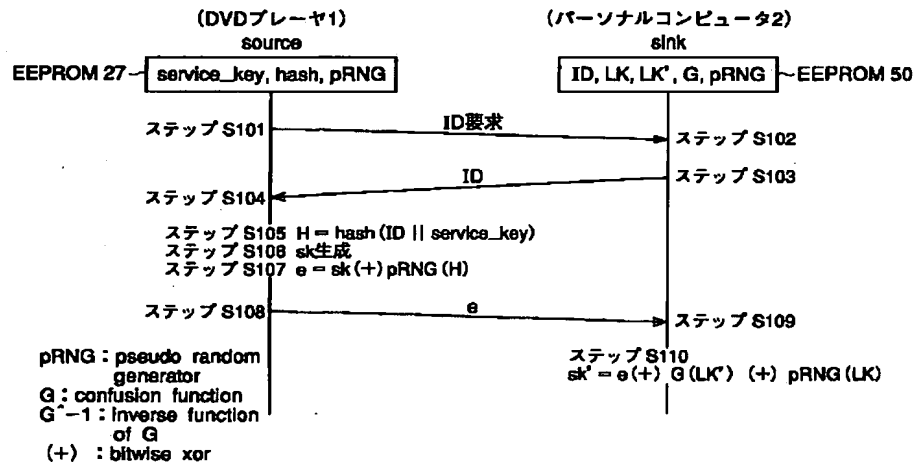 (DVDプレーヤ1)
source
(パーソナルコンピュータ2)
sink
EEPROM 27
service_key, hash, pRNG
ID, LK, LK', G, pRNG
EEPROM 50
ステップ S101
ID要求
ステップ S102
ID
ステップ S103
ステップ S104
ステップ S105 H = hash (ID || service_key)
ステップ S106 sk生成
ステップ S107 e = sk (+) pRNG (H)
ステップ S108
e
ステップ S109
ステップ S110
sk' = e (+) G (LK') (+) pRNG (LK)
pRNG : pseudo random
generator
G : confusion function
G^-1 : inverse function
of G
(+) : bitwise xor